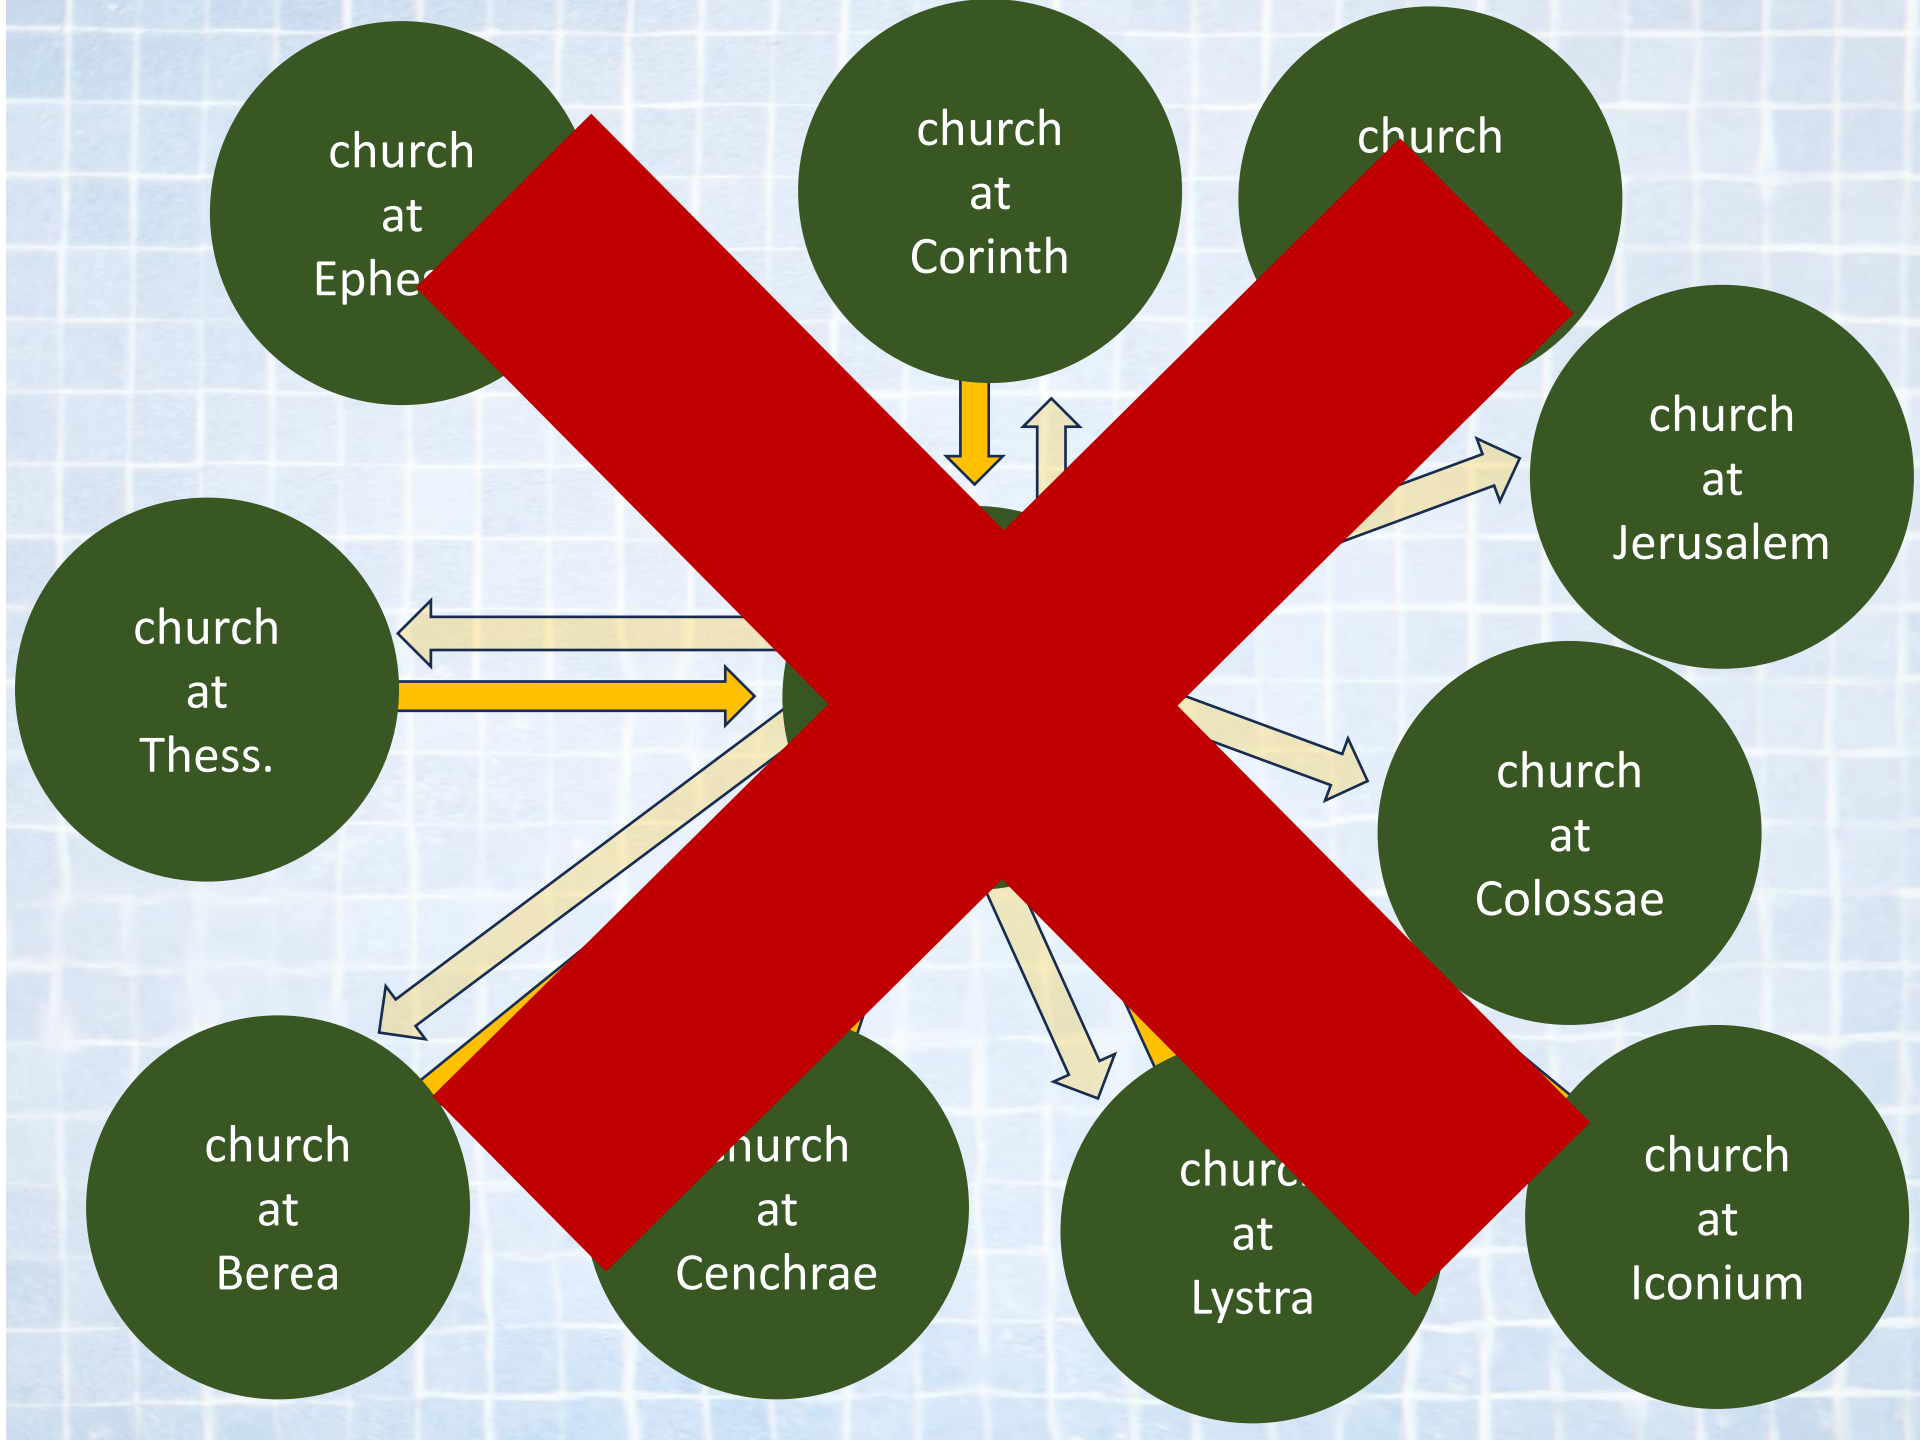 church
at
church
at
Corinth
church
church
at
Jerusalem
church
at
Thess.
church
at
Colossae
church
at
Berea
at
Cenchrae
at
Lystra
church
at
Iconium